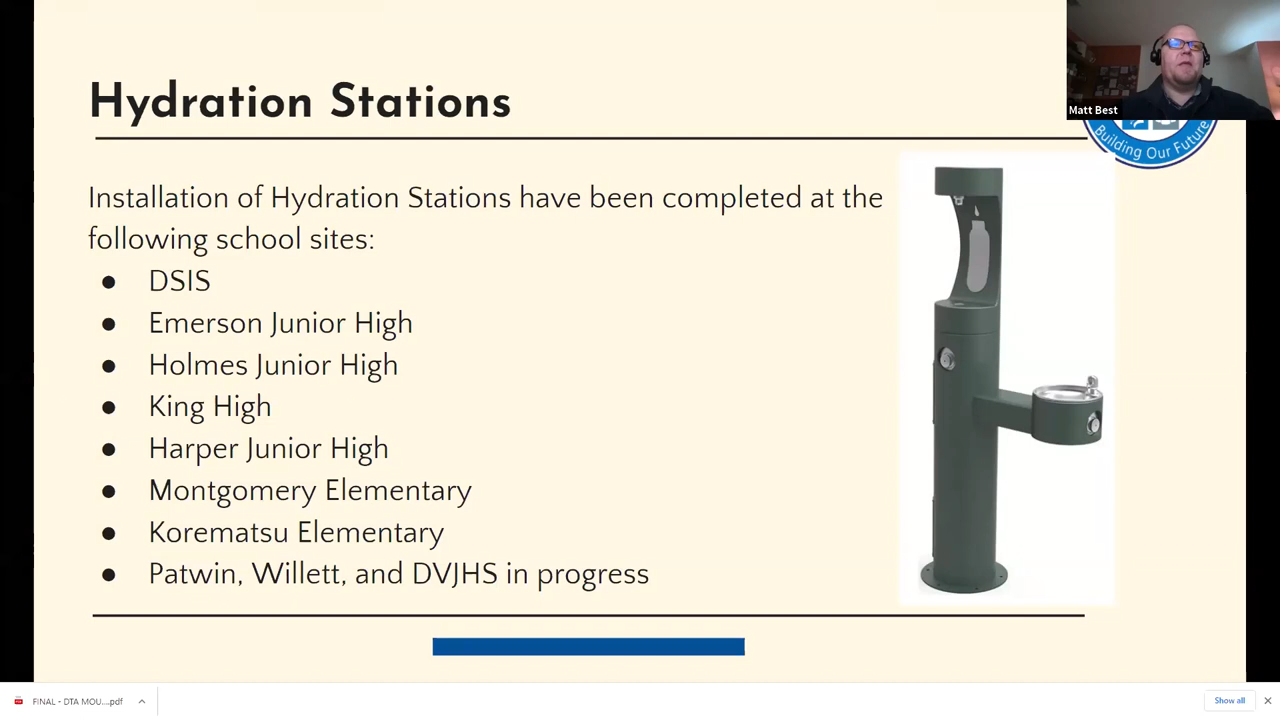 Hydration Stations
Matt Best
Building Our Future
Installation of Hydration Stations have been completed at the
following school sites:
● DSIS
● Emerson Junior High
● Holmes Junior High
● King High
● Harper Junior High
● Montgomery Elementary
● Korematsu Elementary
● Patwin, Willett, and DVJHS in progress
FINAL - DTA MOU....pdf
Show all